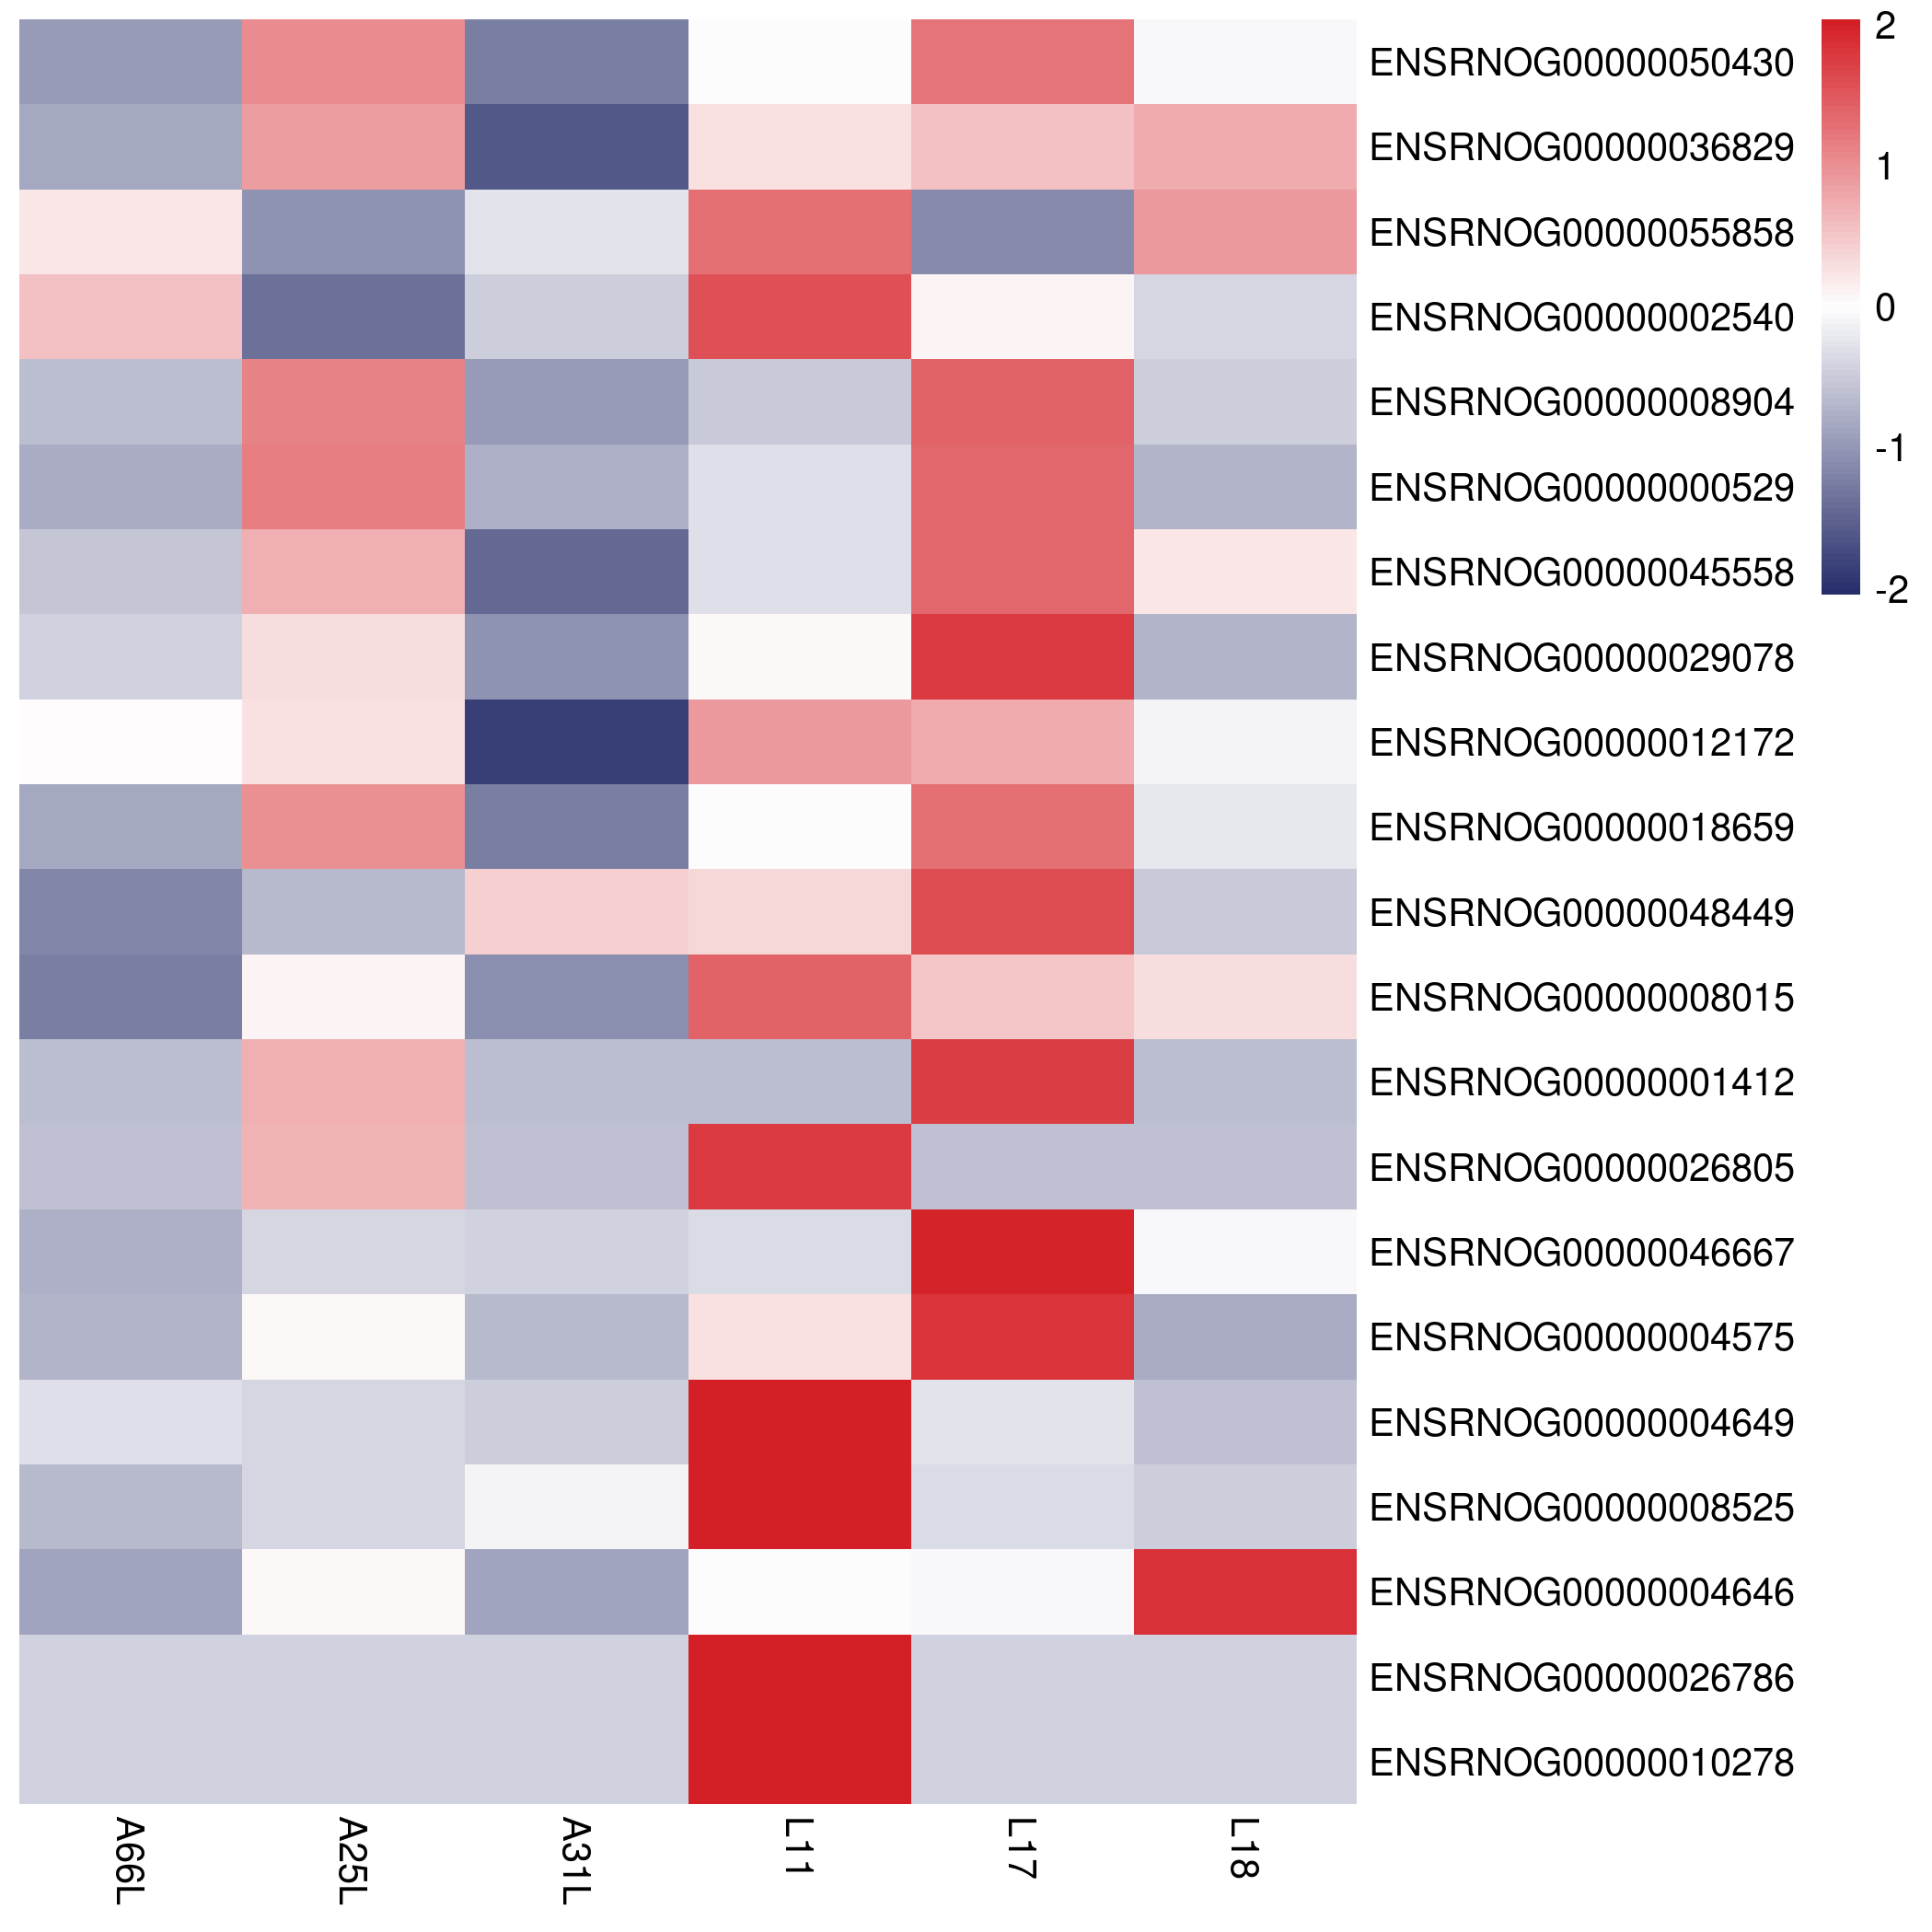 ENSRNOG00000050430
ENSRNOG00000036829
ENSRNOG00000055858
ENSRNOG00000002540
ENSRNOG00000008904
ENSRNOG00000000529
ENSRNOG00000045558
ENSRNOG00000029078
ENSRNOG00000012172
ENSRNOG00000018659
ENSRNOG00000048449
ENSRNOG00000008015
ENSRNOG00000001412
ENSRNOG00000026805
ENSRNOG00000046667
ENSRNOG00000004575
ENSRNOG00000004649
ENSRNOG00000008525
ENSRNOG00000004646
ENSRNOG00000026786
ENSRNOG00000010278
2
1
0
-1
-2
A66L
A25L
A31L
L11
L17
L18